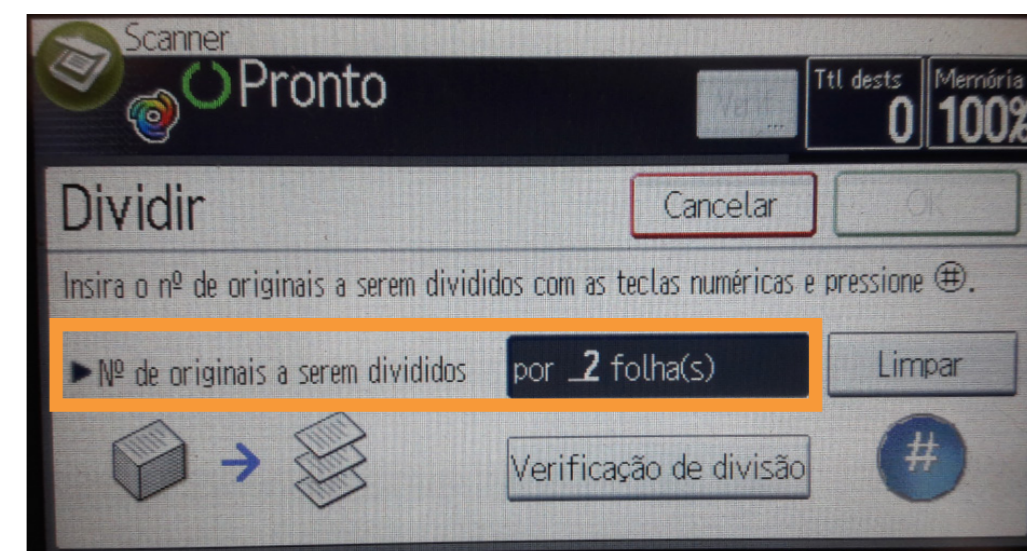 Scanner
Pronto
Verif. ...
Ttl dests
0
Memória
100%
Dividir
Cancelar
OK
Insira o nº de originais a serem divididos com as teclas numéricas e pressione #.
▶Nº de originais a serem divididos por 2 folha(s)
Limpar
Verificação de divisão
#